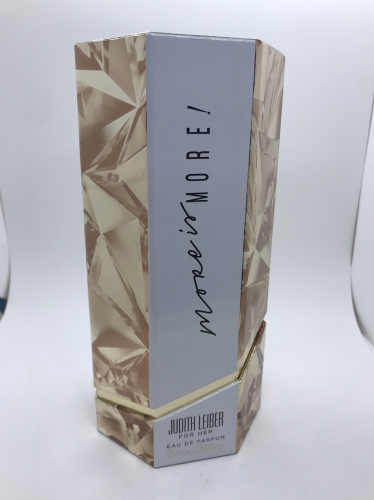 more is MORE!
JUDITH LEIBER
FOR HER
EAU DE PARFUM